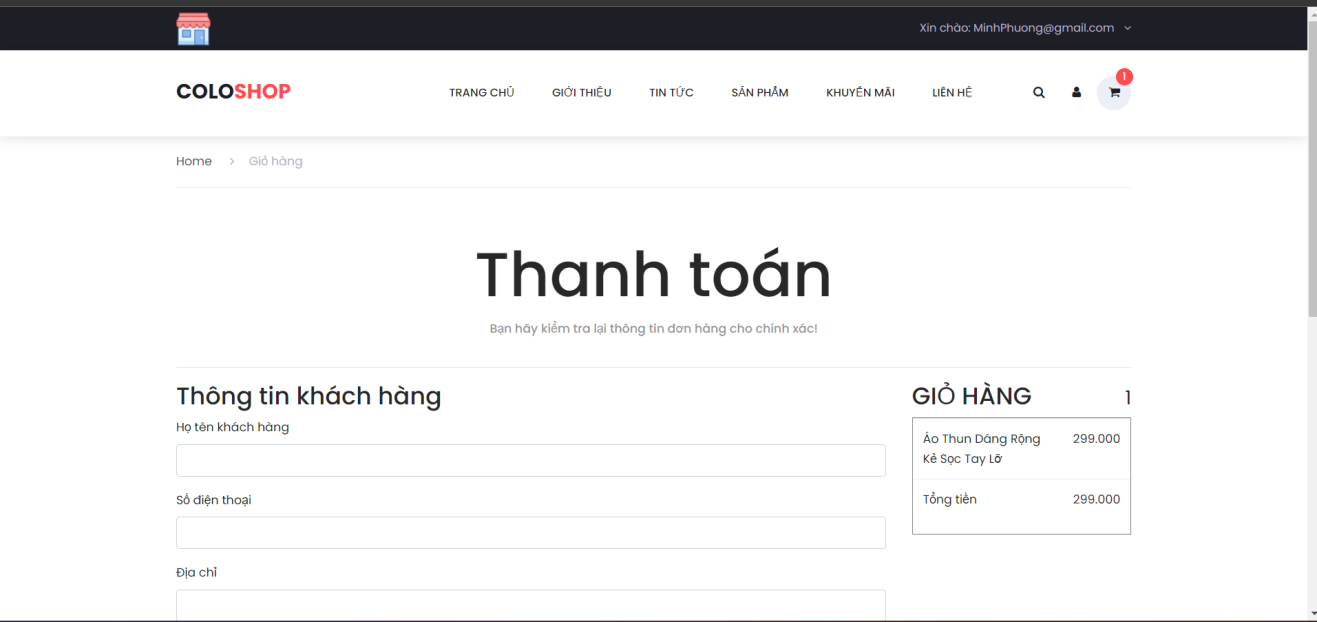 Xin chào: MinhPhuong@gmail.com
COLOSHOP
TRANG CHỦ GIỚI THIỆU TIN TỨC SẢN PHẨM KHUYẾN MÃI LIÊN HỆ 1
Home > Giỏ hàng
Thanh toán
Bạn hãy kiểm tra lại thông tin đơn hàng cho chính xác!
Thông tin khách hàng
Họ tên khách hàng
Số điện thoại
Địa chỉ
GIỎ HÀNG 1
Áo Thun Dáng Rộng 299.000
Kẻ Sọc Tay Lỡ
Tổng tiền 299.000